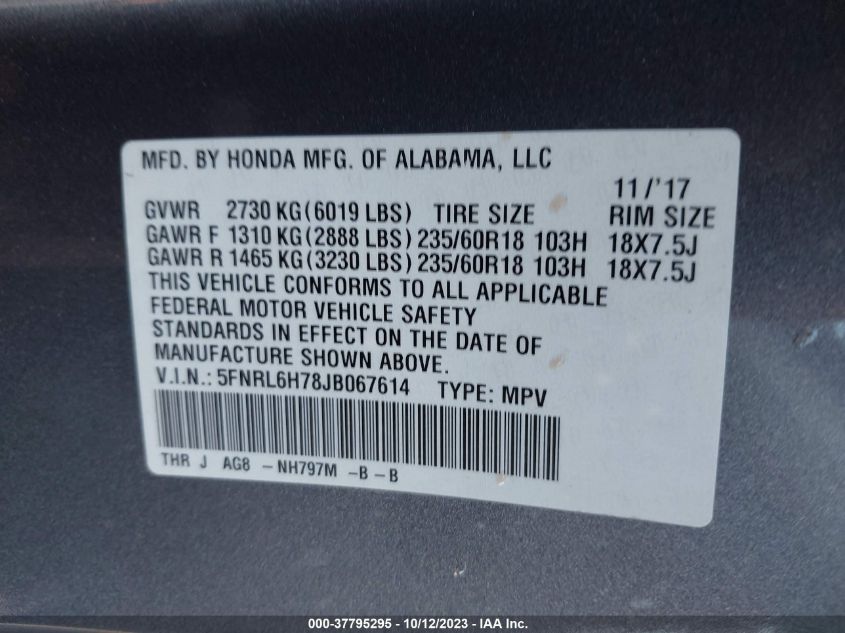 MFD. BY HONDA MFG. OF ALABAMA, LLC
11/'17
GVWR 2730 KG(6019 LBS) TIRE SIZE RIM SIZE
GAWR F 1310 KG(2888 LBS) 235/60R18 103H 18X7.5J
GAWR R 1465 KG(3230 LBS) 235/60R18 103H 18X7.5J
THIS VEHICLE CONFORMS TO ALL APPLICABLE
FEDERAL MOTOR VEHICLE SAFETY
STANDARDS IN EFFECT ON THE DATE OF
MANUFACTURE SHOWN ABOVE.
V.I.N.: 5FNRL6H78JB067614 TYPE: MPV
THR J AG8 -NH797M -B-B
000-37795295 - 10/12/2023 - IAA Inc.